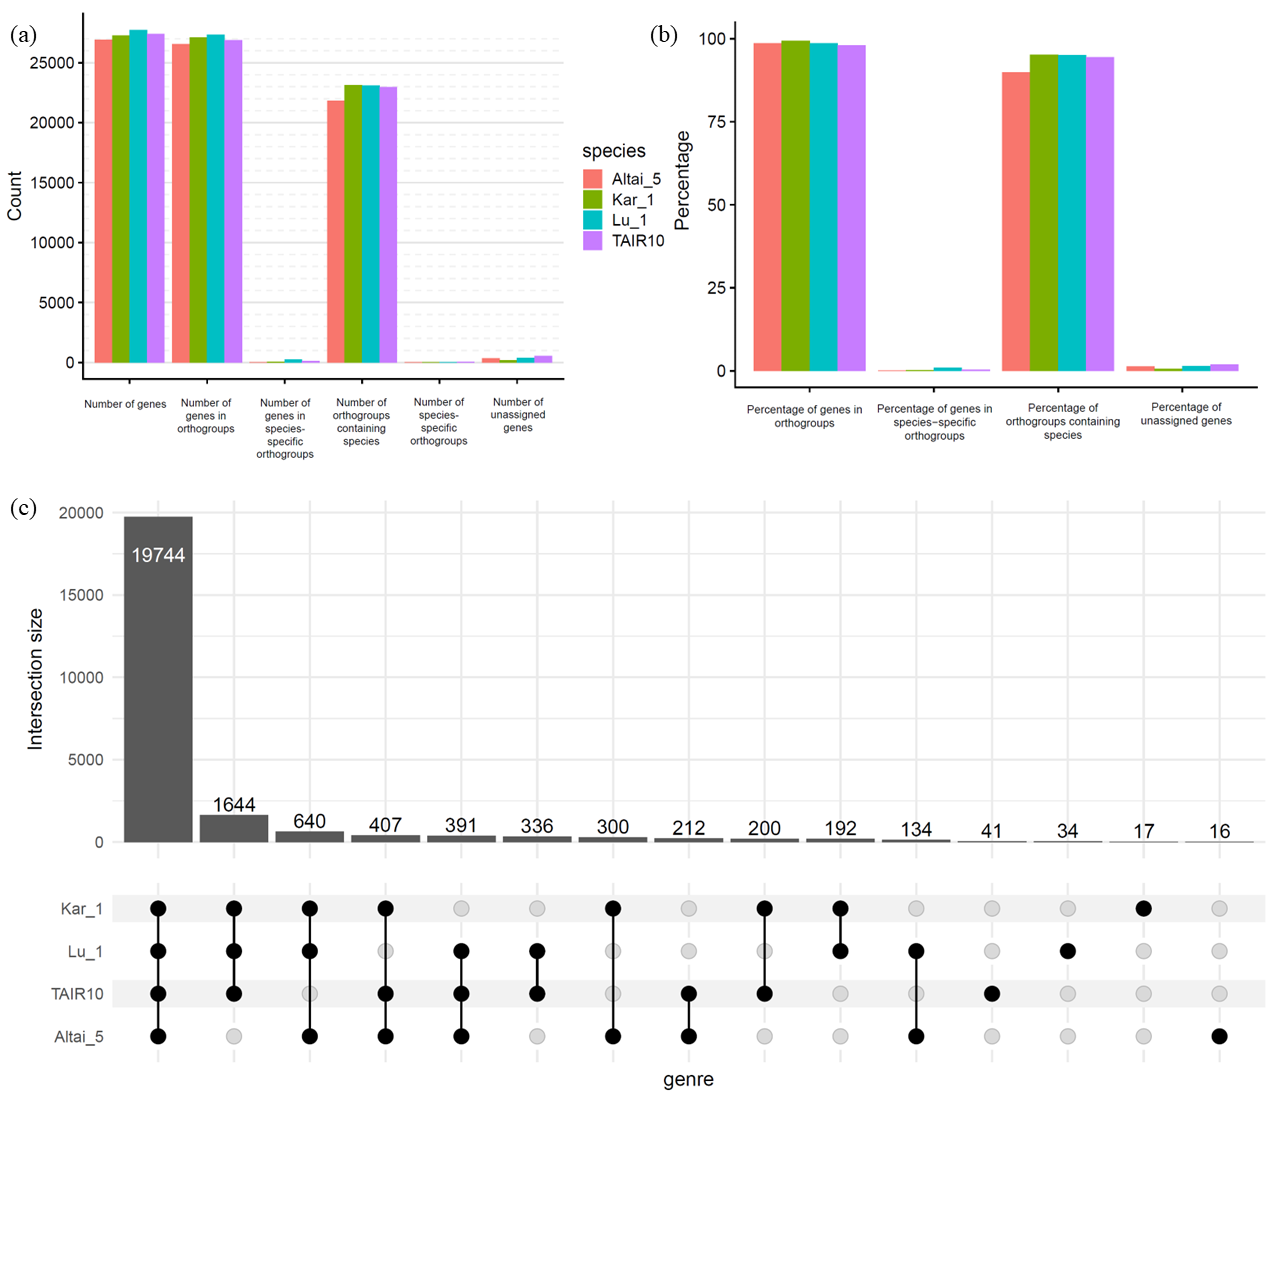 (a)
Count
25000
20000
15000
10000
5000
0
Number of genes
Number of
genes in
orthogroups
Number of
genes in
species-
specific
orthogroups
Number of
orthogroups
containing
species
Number of
species-
specific
orthogroups
Number of
unassigned
genes
species
Altai_5
Kar_1
Lu_1
TAIR10
(b)
Percentage
100
75
50
25
0
Percentage of genes in
orthogroups
Percentage of genes in
species−specific
orthogroups
Percentage of
orthogroups containing
species
Percentage of
unassigned genes
(c)
Intersection size
20000
15000
10000
5000
0
19744
1644
640
407
391
336
300
212
200
192
134
41
34
17
16
Kar_1
Lu_1
TAIR10
Altai_5
genre